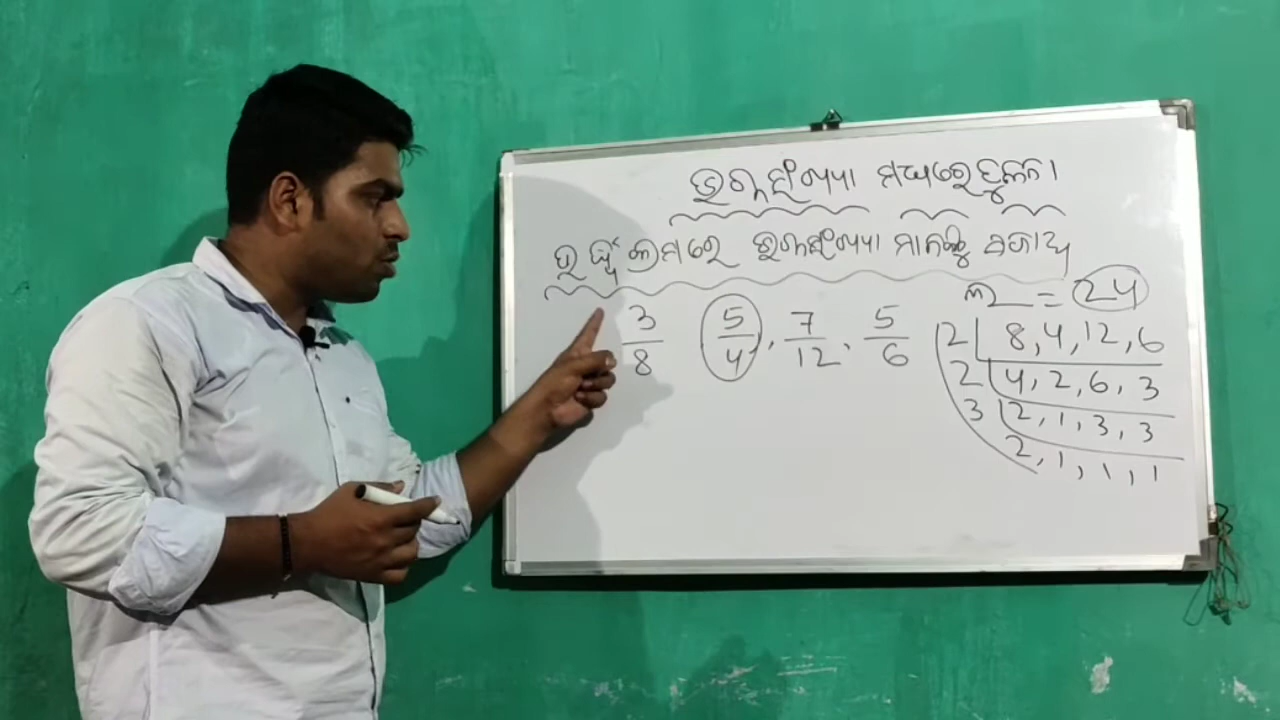 ଭଗ୍ନସଂଖ୍ୟା ମଧ୍ୟରେ ତୁଳନା
ଊର୍ଦ୍ଧ୍ୱ କ୍ରମରେ ଭଗ୍ନସଂଖ୍ୟା ମାନଙ୍କୁ ସଜାଅ
3/8 5/4, 7/12, 5/6
= 24
2 8, 4, 12, 6
2 4, 2, 6, 3
3 2, 1, 3, 3
2, 1, 1, 1